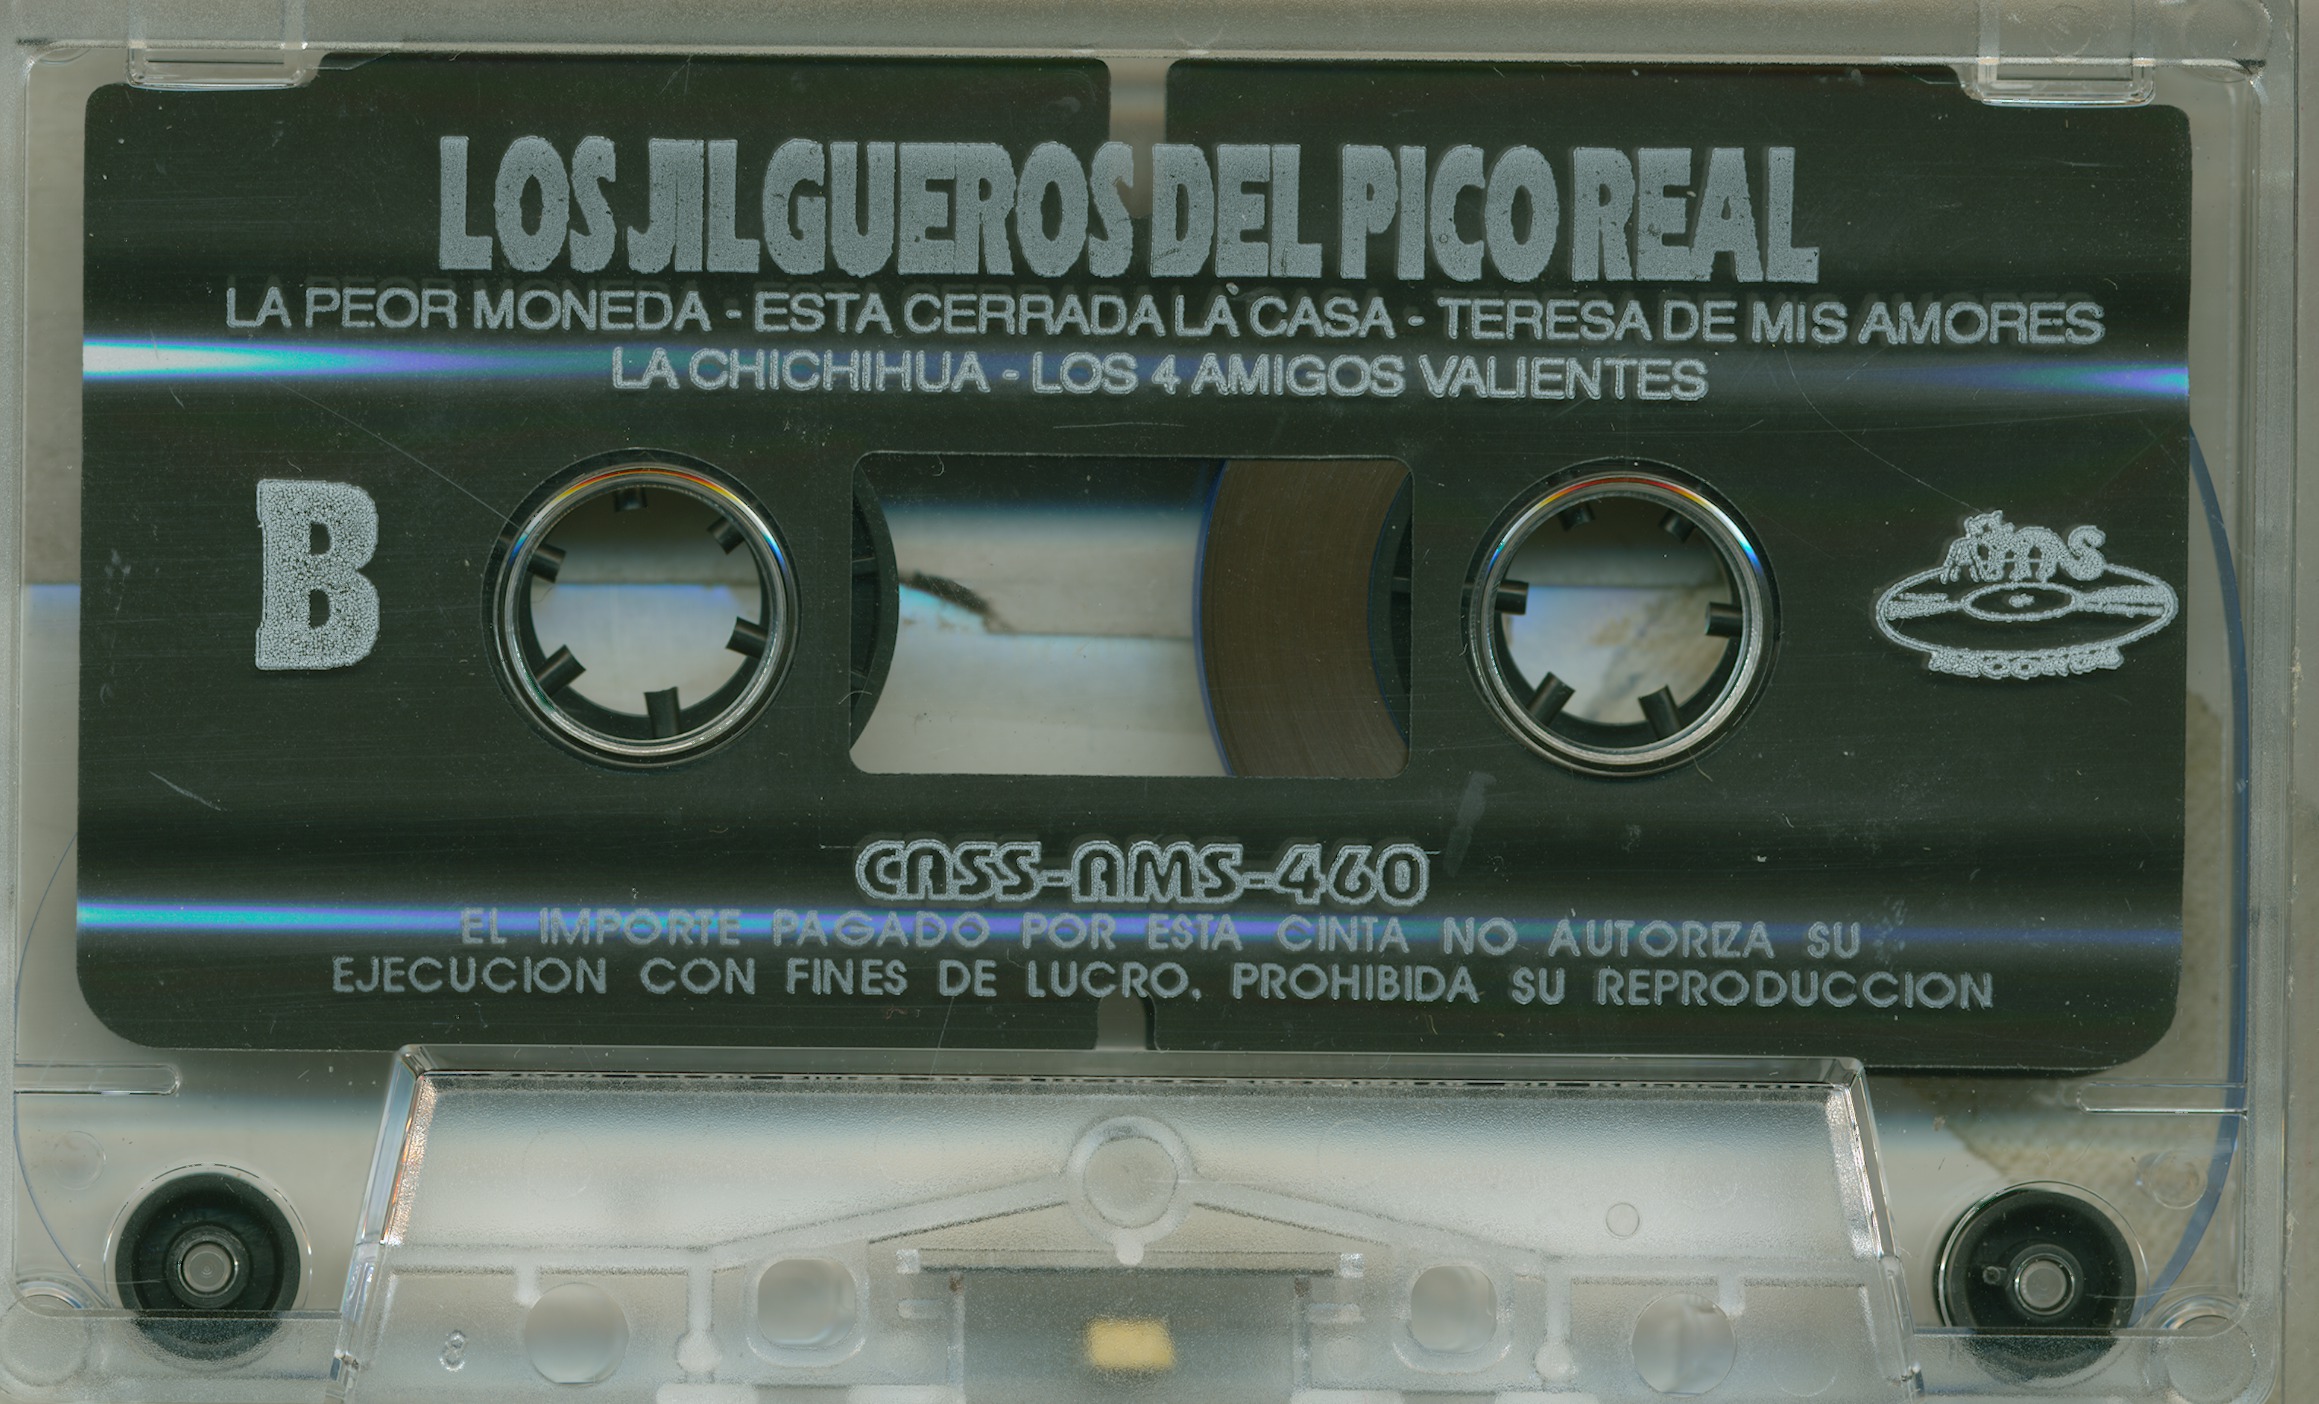 LOS JILGUEROS DEL PICO REAL
LA PEOR MONEDA - ESTA CERRADA LA CASA - TERESA DE MIS AMORES
LA CHICHIHUA - LOS 4 AMIGOS VALIENTES
B
ams
RECORDS
CASS-AMS-460
EL IMPORTE PAGADO POR ESTA CINTA NO AUTORIZA SU
EJECUCION CON FINES DE LUCRO. PROHIBIDA SU REPRODUCCION
8